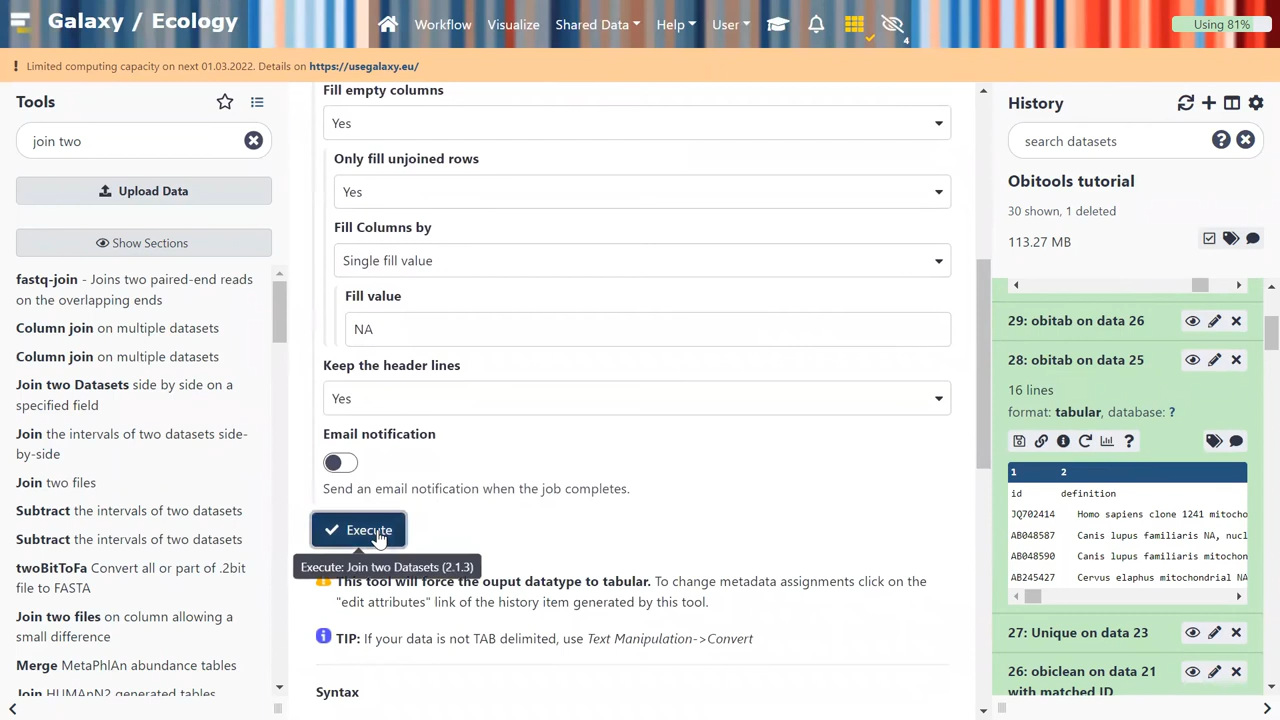 Galaxy / Ecology
Workflow
Visualize
Shared Data
Help
User
4
Using 81%
! Limited computing capacity on next 01.03.2022. Details on https://usegalaxy.eu/
Tools
join two
Upload Data
Show Sections
fastq-join - Joins two paired-end reads
on the overlapping ends
Column join on multiple datasets
Column join on multiple datasets
Join two Datasets side by side on a
specified field
Join the intervals of two datasets side-
by-side
Join two files
Subtract the intervals of two datasets
Subtract the intervals of two datasets
twoBitToFa Convert all or part of .2bit
file to FASTA
Join two files on column allowing a
small difference
Merge MetaPhlAn abundance tables
Join HUMAnN2 generated tables
Fill empty columns
Yes
Only fill unjoined rows
Yes
Fill Columns by
Single fill value
Fill value
NA
Keep the header lines
Yes
Email notification
Send an email notification when the job completes.
Execute
Execute: Join two Datasets (2.1.3)
This tool will force the ouput datatype to tabular. To change metadata assignments click on the
"edit attributes" link of the history item generated by this tool.
TIP: If your data is not TAB delimited, use Text Manipulation->Convert
Syntax
History
search datasets
Obitools tutorial
30 shown, 1 deleted
113.27 MB
29: obitab on data 26
28: obitab on data 25
16 lines
format: tabular, database: ?
1 2
id definition
JQ702414 Homo sapiens clone 1241 mitocho
AB048587 Canis lupus familiaris NA, nucl
AB048590 Canis lupus familiaris mitochon
AB245427 Cervus elaphus mitochondrial NA
27: Unique on data 23
26: obiclean on data 21
with matched ID